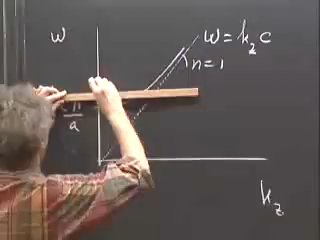 ω
ω = k_z c
n = 1
π
a
k_z